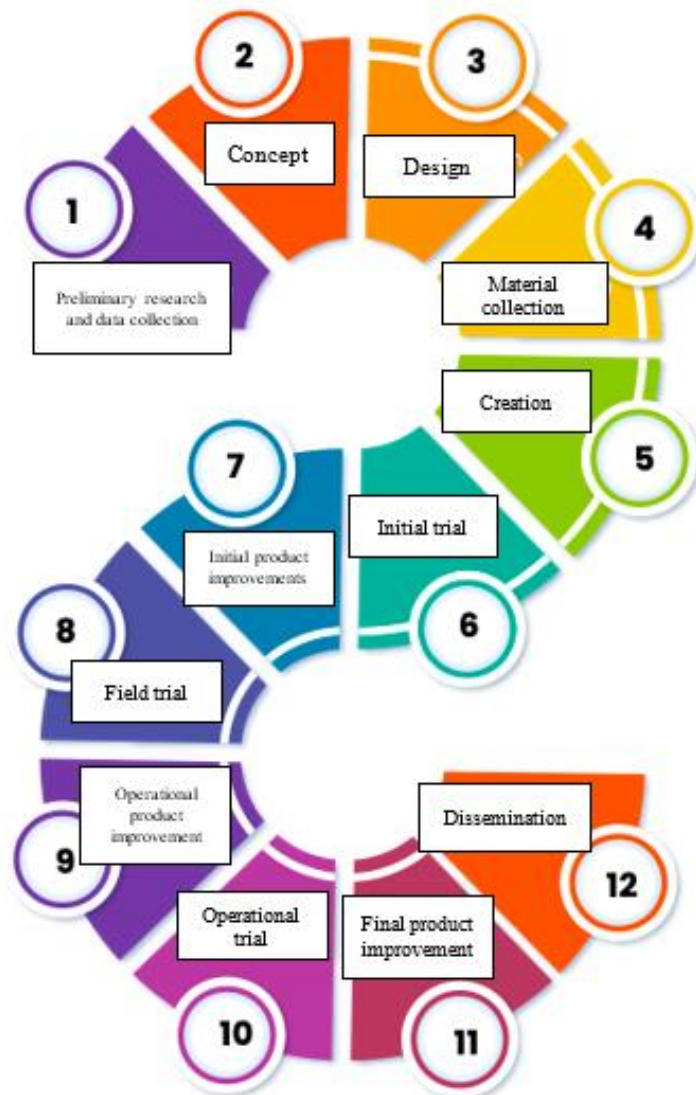 1
Preliminary research
and data collection
2
Concept
3
Design
4
Material
collection
5
Creation
6
Initial trial
7
Initial product
improvements
8
Field trial
9
Operational
product
improvement
10
Operational
trial
11
Final product
improvement
12
Dissemination